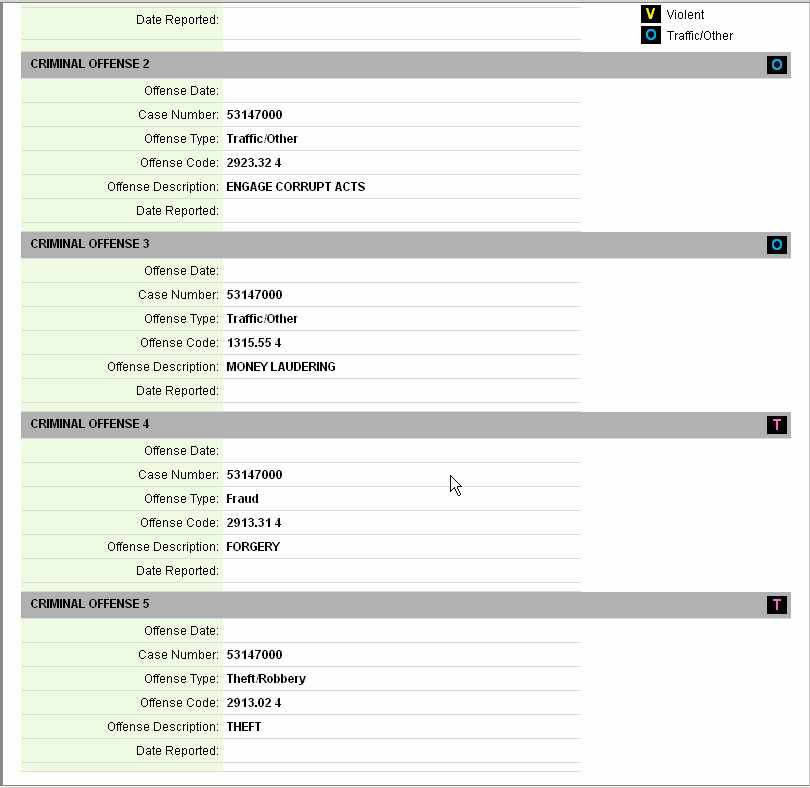 Date Reported:
V Violent
O Traffic/Other
CRIMINAL OFFENSE 2 O
Offense Date:
Case Number: 53147000
Offense Type: Traffic/Other
Offense Code: 2923.32 4
Offense Description: ENGAGE CORRUPT ACTS
Date Reported:
CRIMINAL OFFENSE 3 O
Offense Date:
Case Number: 53147000
Offense Type: Traffic/Other
Offense Code: 1315.55 4
Offense Description: MONEY LAUDERING
Date Reported:
CRIMINAL OFFENSE 4 T
Offense Date:
Case Number: 53147000
Offense Type: Fraud
Offense Code: 2913.31 4
Offense Description: FORGERY
Date Reported:
CRIMINAL OFFENSE 5 T
Offense Date:
Case Number: 53147000
Offense Type: Theft/Robbery
Offense Code: 2913.02 4
Offense Description: THEFT
Date Reported: